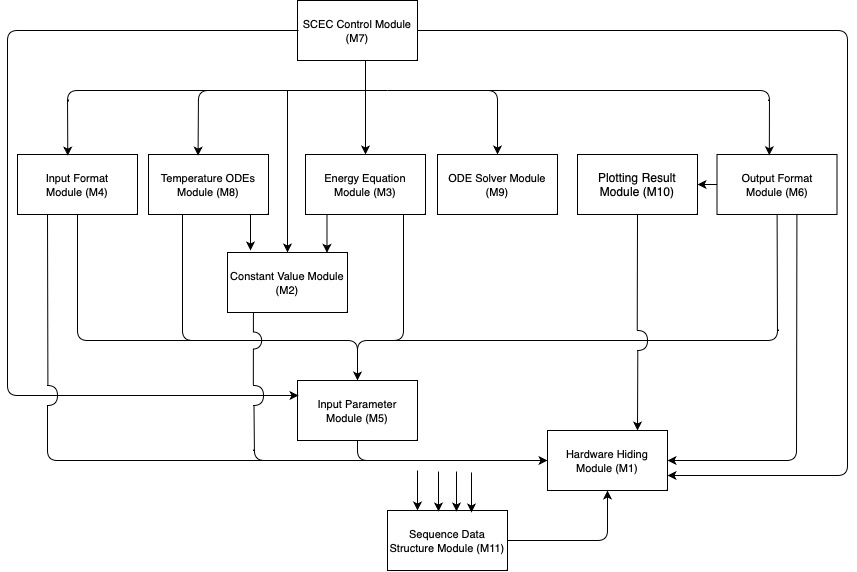 SCEC Control Module
(M7)
Input Format
Module (M4)
Temperature ODEs
Module (M8)
Energy Equation
Module (M3)
ODE Solver Module
(M9)
Plotting Result
Module (M10)
Output Format
Module (M6)
Constant Value Module
(M2)
Input Parameter
Module (M5)
Hardware Hiding
Module (M1)
Sequence Data
Structure Module (M11)